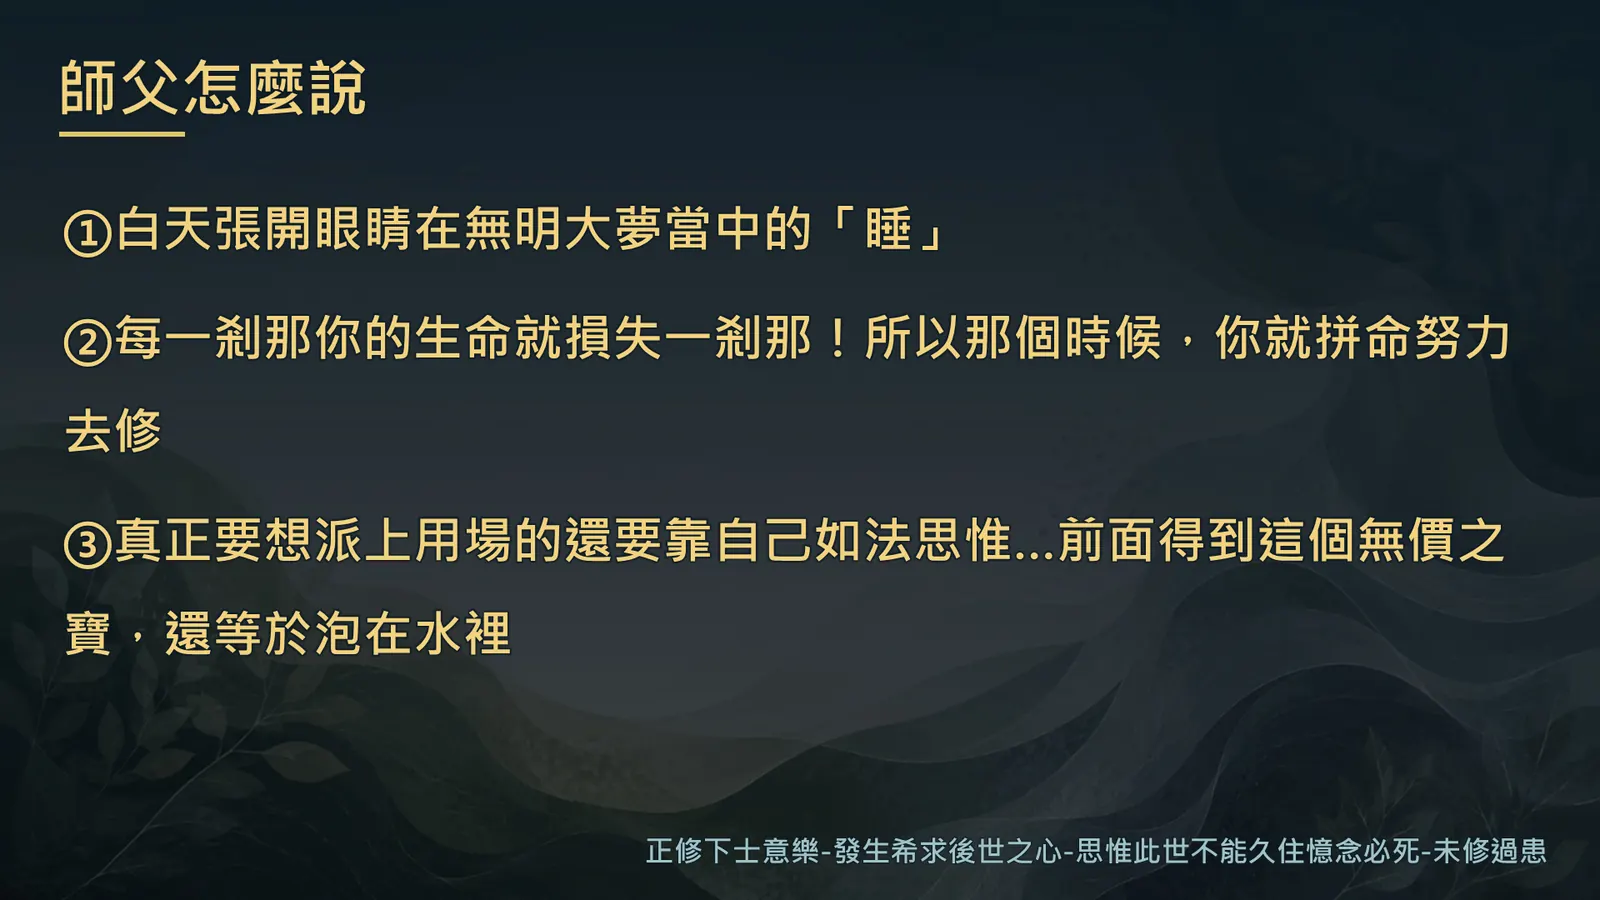 師父怎麼說
①白天張開眼睛在無明大夢當中的「睡」
②每一剎那你的生命就損失一剎那！所以那個時候，你就拼命努力
去修
③真正要想派上用場的還要靠自己如法思惟...前面得到這個無價之
寶，還等於泡在水裡
正修下士意樂-發生希求後世之心-思惟此世不能久住憶念必死-未修過患